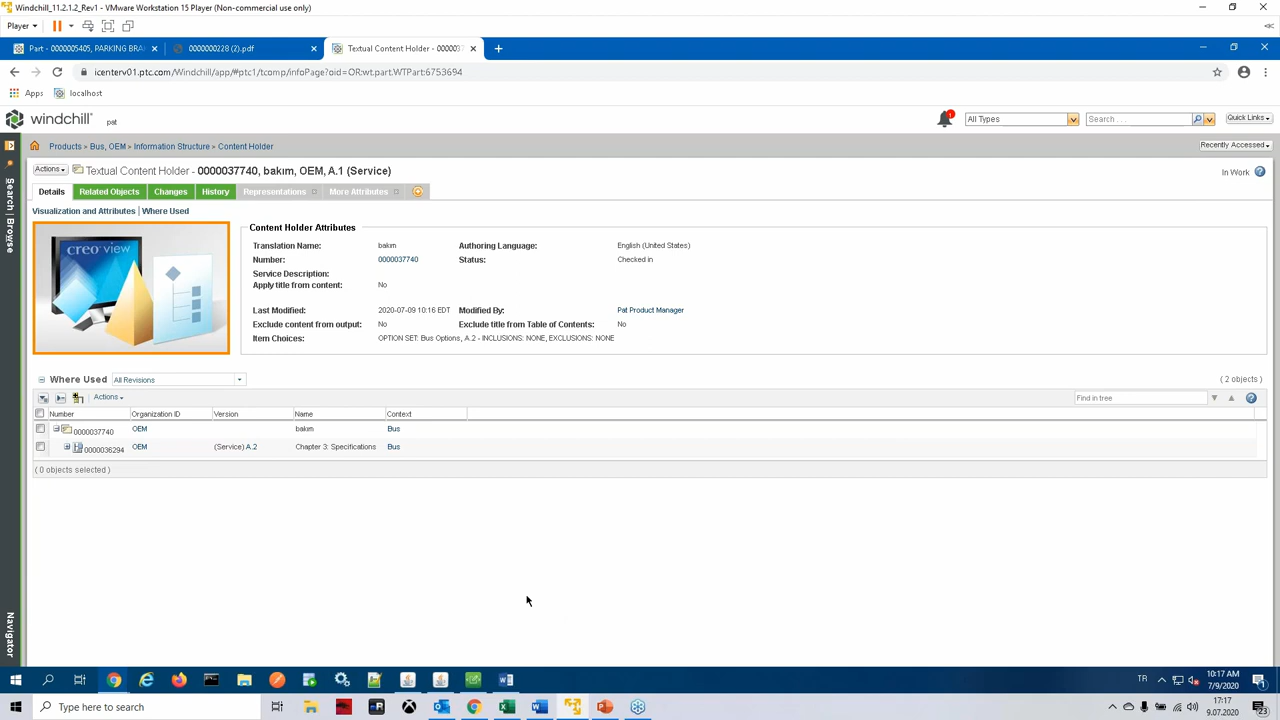 Windchill_11.2.1.2_Rev1 - VMware Workstation 15 Player (Non-commercial use only)
Player
Part - 0000005405, PARKING BRA
0000000228 (2).pdf
Textual Content Holder - 000003
icenterv01.ptc.com/Windchill/app/#ptc1/tcomp/infoPage?oid=OR:wt.part.WTPart:6753694
Apps
localhost
windchill
pat
1
All Types
Search . . .
Quick Links
Products > Bus, OEM > Information Structure > Content Holder
Recently Accessed
Actions
Textual Content Holder - 0000037740, bakım, OEM, A.1 (Service)
In Work
Details
Related Objects
Changes
History
Representations
More Attributes
Search | Browse
Navigator
Visualization and Attributes | Where Used
creo view
Content Holder Attributes
Translation Name: bakım Authoring Language: English (United States)
Number: 0000037740 Status: Checked in
Service Description:
Apply title from content: No
Last Modified: 2020-07-09 10:16 EDT Modified By: Pat Product Manager
Exclude content from output: No Exclude title from Table of Contents: No
Item Choices: OPTION SET: Bus Options, A.2 - INCLUSIONS: NONE, EXCLUSIONS: NONE
Where Used All Revisions ( 2 objects )
Actions
Find in tree
Number Organization ID Version Name Context
0000037740 OEM bakım Bus
0000036294 OEM (Service) A.2 Chapter 3: Specifications Bus
( 0 objects selected )
TR
10:17 AM
7/9/2020
1
Type here to search
17:17
9.07.2020
23